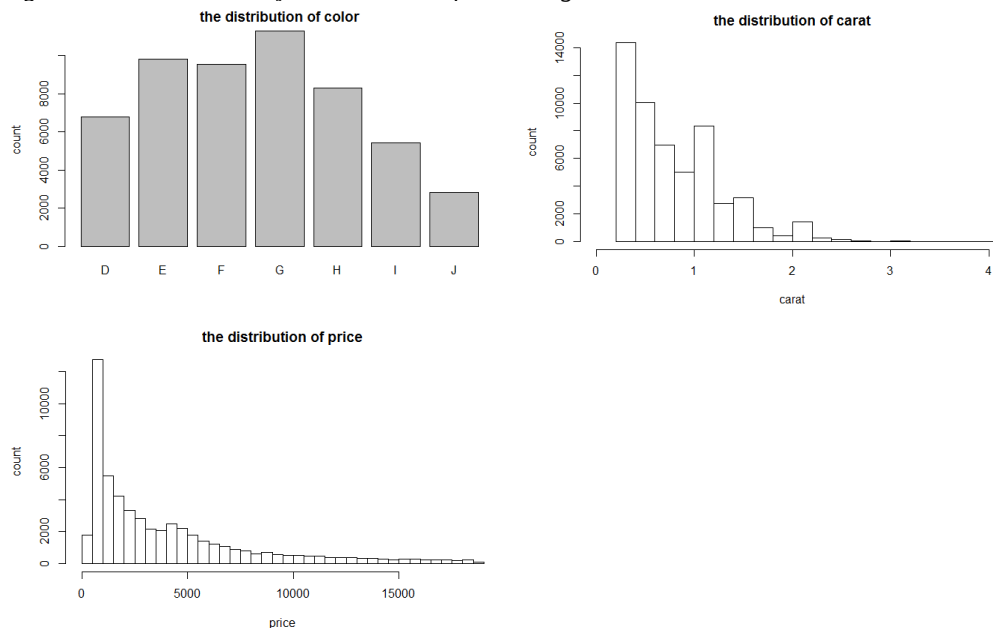 the distribution of color
count
0
2000
4000
6000
8000
D E F G H I J
the distribution of carat
count
0
2000
6000
10000
14000
0 1 2 3 4
carat
the distribution of price
count
0
2000
6000
10000
0 5000 10000 15000
price